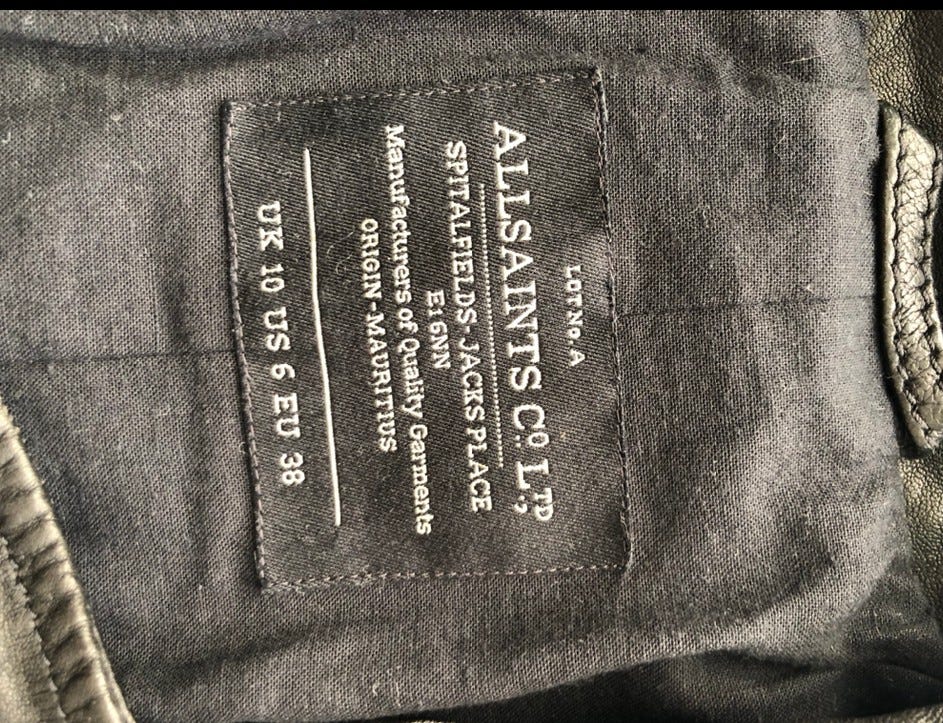 LOT No. A
ALLSAINTS Cº. LTD,
SPITALFIELDS - JACKS PLACE
E1 6NN
Manufacturers of Quality Garments
ORIGIN - MAURITIUS
UK 10 US 6 EU 38